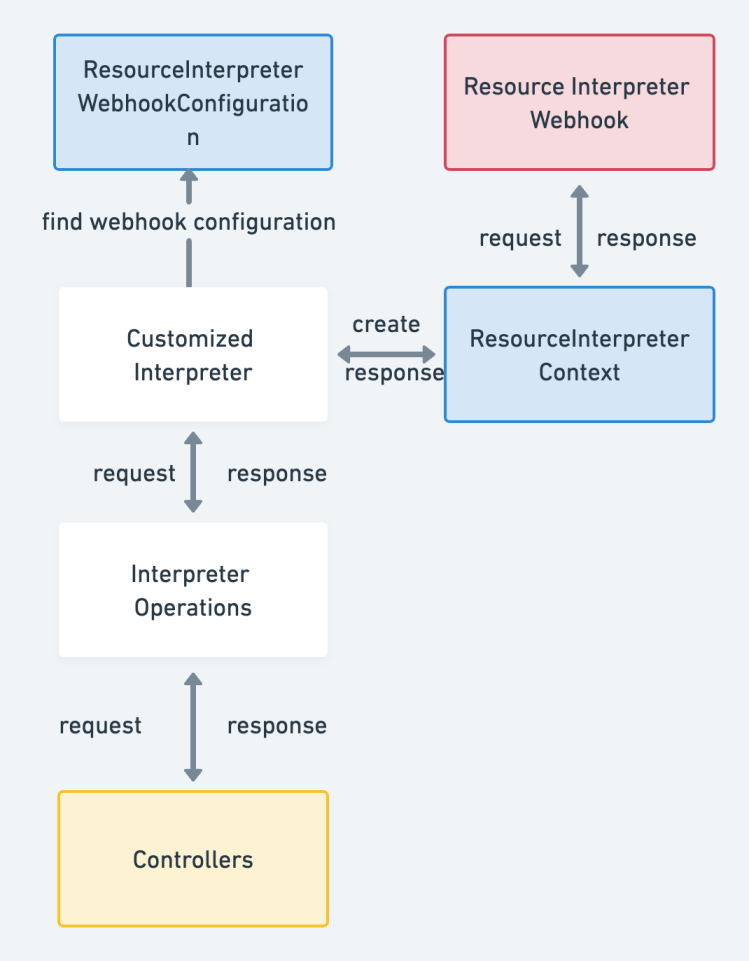 ResourceInterpreter
WebhookConfiguratio
n
Resource Interpreter
Webhook
find webhook configuration
request response
Customized
Interpreter
create
response
ResourceInterpreter
Context
request response
Interpreter
Operations
request response
Controllers